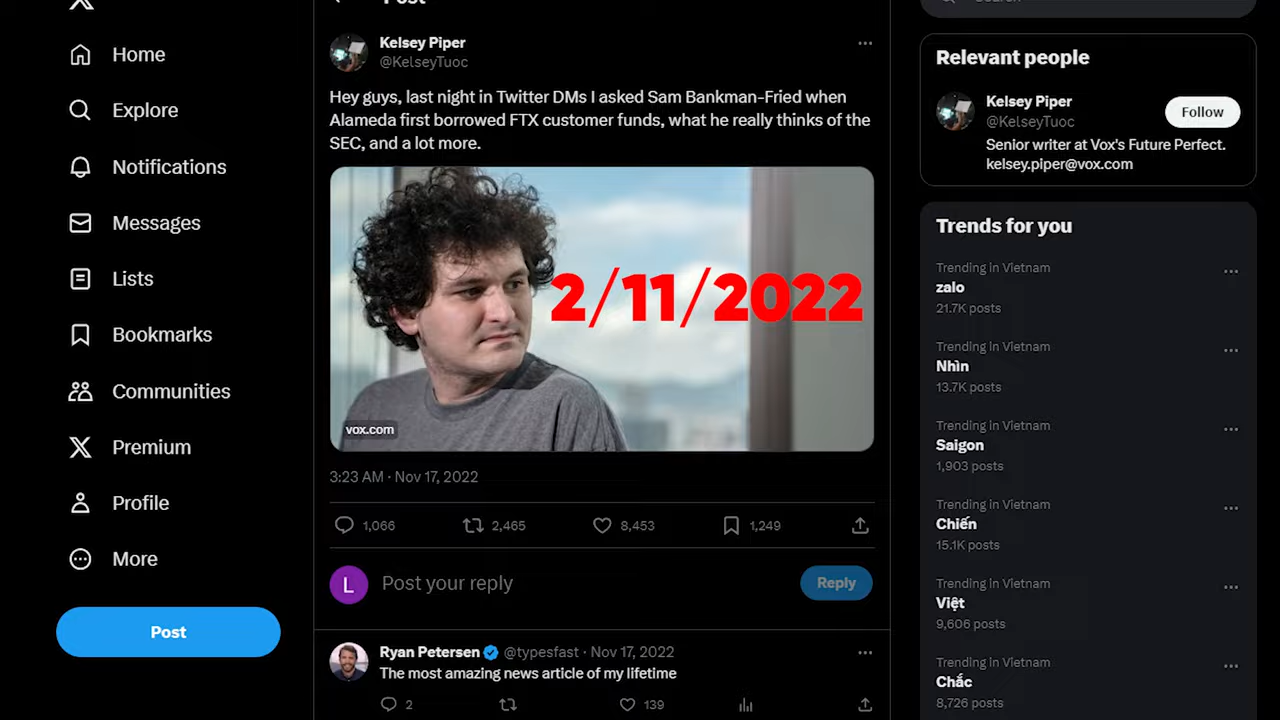 Post
Search
Home
Explore
Notifications
Messages
Lists
Bookmarks
Communities
Premium
Profile
More
Post
Kelsey Piper
@KelseyTuoc
Hey guys, last night in Twitter DMs I asked Sam Bankman-Fried when
Alameda first borrowed FTX customer funds, what he really thinks of the
SEC, and a lot more.
2/11/2022
vox.com
3:23 AM · Nov 17, 2022
1,066
2,465
8,453
1,249
L
Post your reply
Reply
Ryan Petersen @typesfast · Nov 17, 2022
The most amazing news article of my lifetime
2
139
Relevant people
Kelsey Piper
@KelseyTuoc
Follow
Senior writer at Vox's Future Perfect.
kelsey.piper@vox.com
Trends for you
Trending in Vietnam
zalo
21.7K posts
Trending in Vietnam
Nhìn
13.7K posts
Trending in Vietnam
Saigon
1,903 posts
Trending in Vietnam
Chiến
15.1K posts
Trending in Vietnam
Việt
9,606 posts
Trending in Vietnam
Chắc
8,726 posts